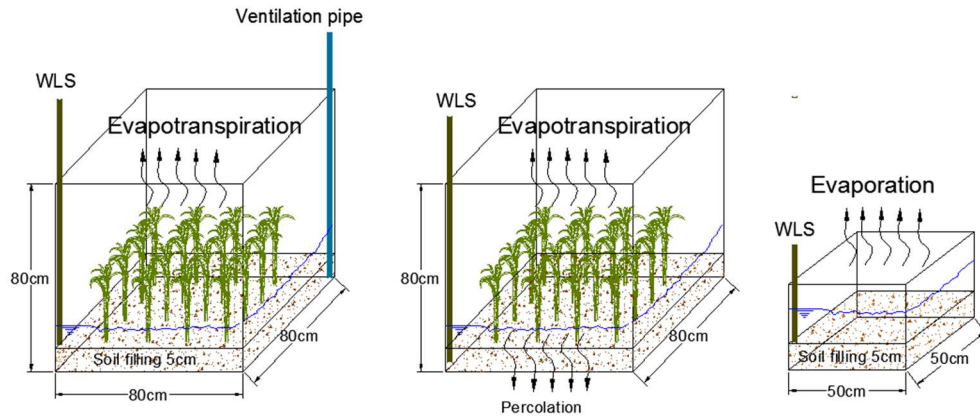 Ventilation pipe
WLS
Evapotranspiration
80cm
Soil filling 5cm
80cm
80cm
WLS
Evapotranspiration
80cm
80cm
Percolation
Evaporation
WLS
Soil filling 5cm
50cm
50cm